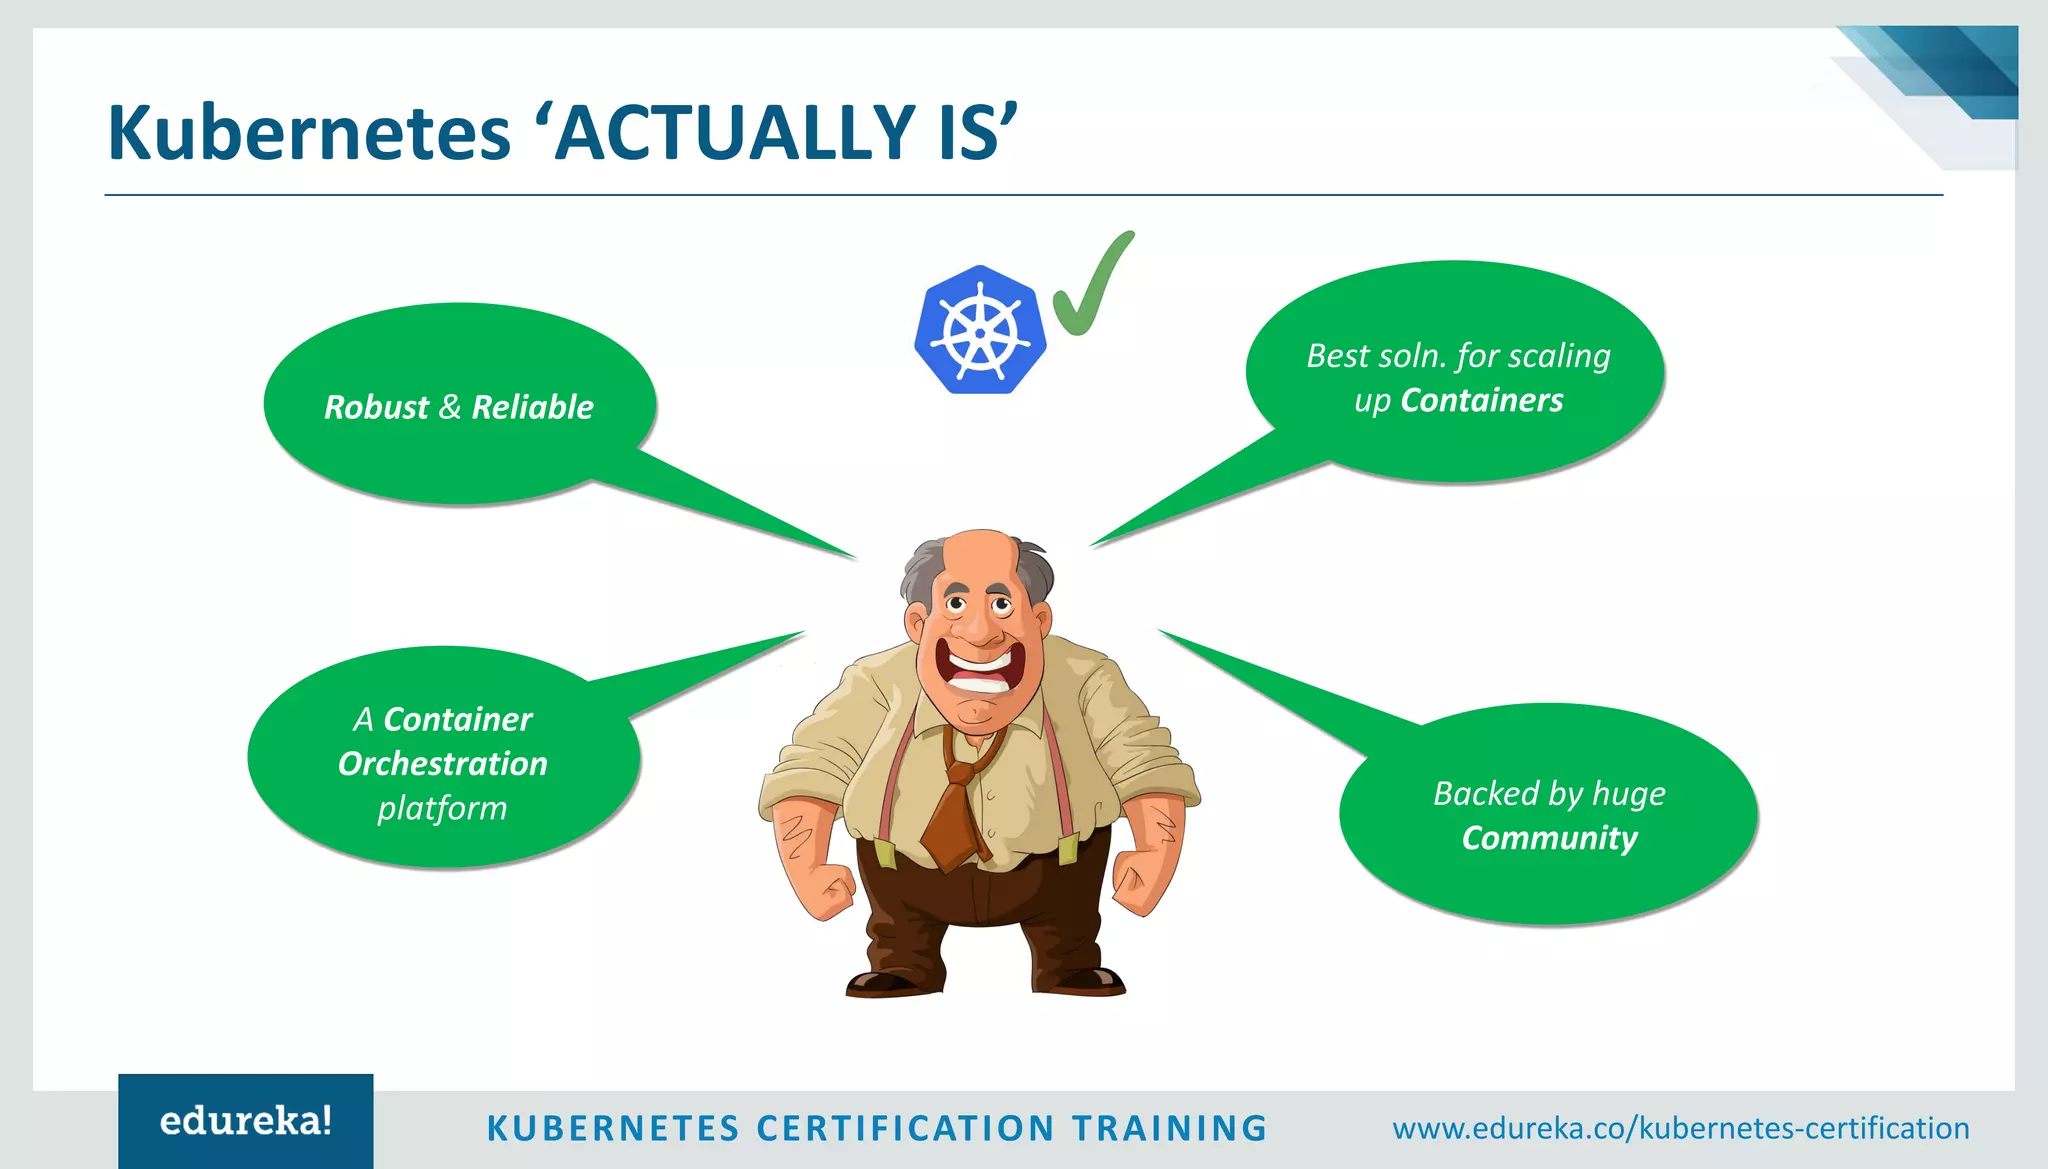 Kubernetes ‘ACTUALLY IS’
Robust & Reliable
Best soln. for scaling
up Containers
A Container
Orchestration
platform
Backed by huge
Community
edureka!
KUBERNETES CERTIFICATION TRAINING
www.edureka.co/kubernetes-certification